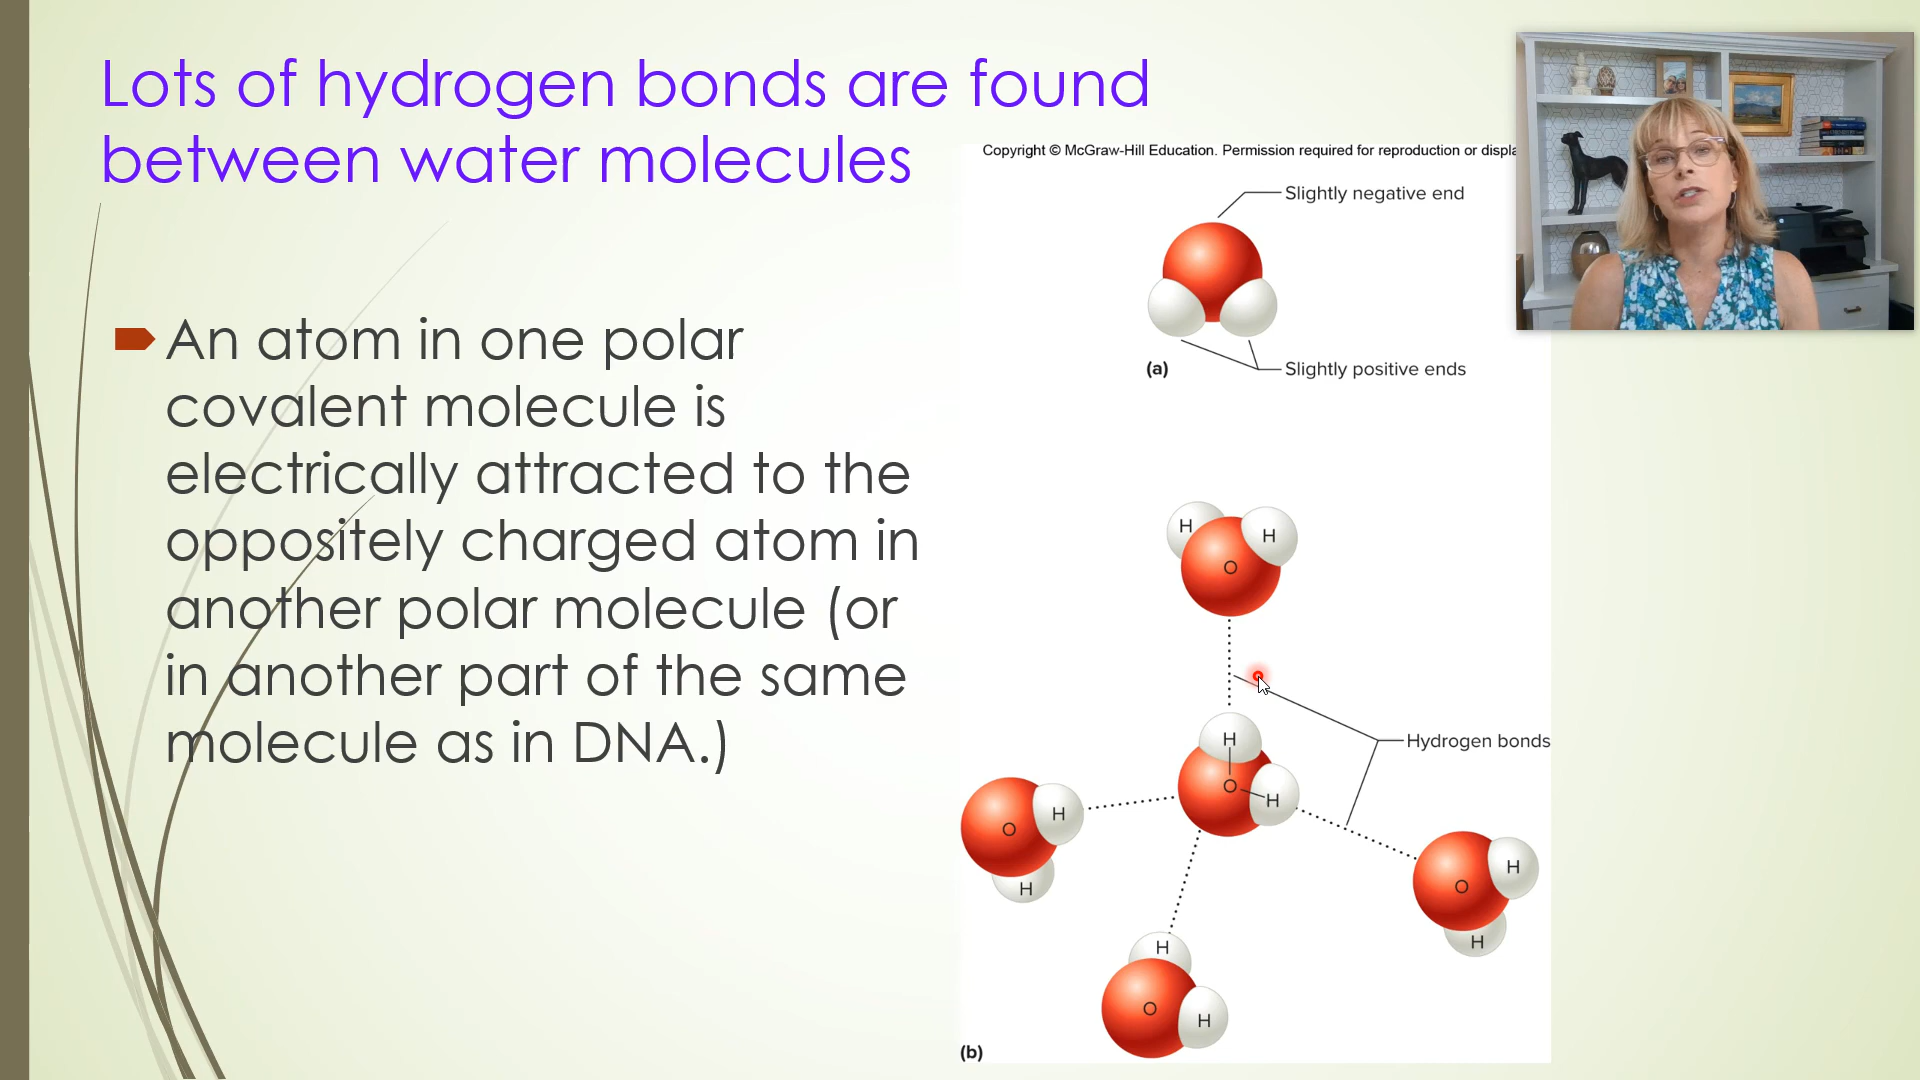 Lots of hydrogen bonds are found
between water molecules
An atom in one polar
covalent molecule is
electrically attracted to the
oppositely charged atom in
another polar molecule (or
in another part of the same
molecule as in DNA.)
Copyright © McGraw-Hill Education. Permission required for reproduction or displa
Slightly negative end
(a)
Slightly positive ends
H
H
O
H
O
H
Hydrogen bonds
O
H
H
O
H
H
H
O
H
(b)